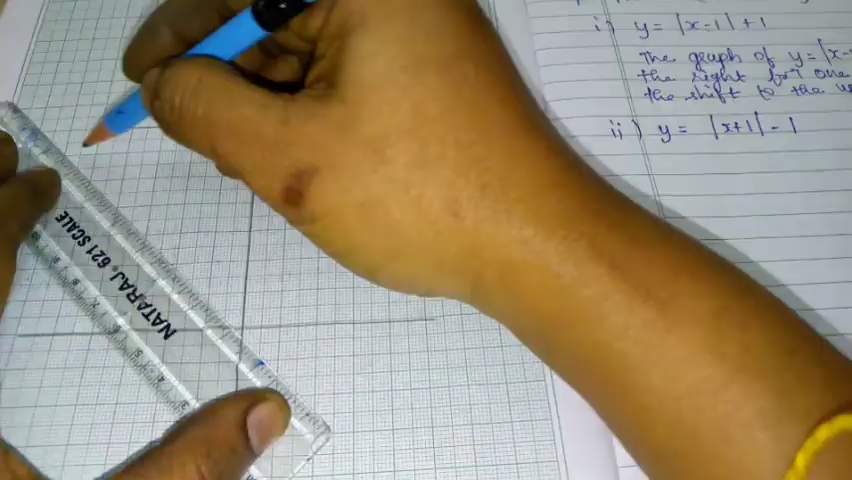 i) y = |x-1| + 1
The graph of y = |x-
the right for one
the shift to the
ii) y = |x+1| - 1
NATARAJ 621 SCALE